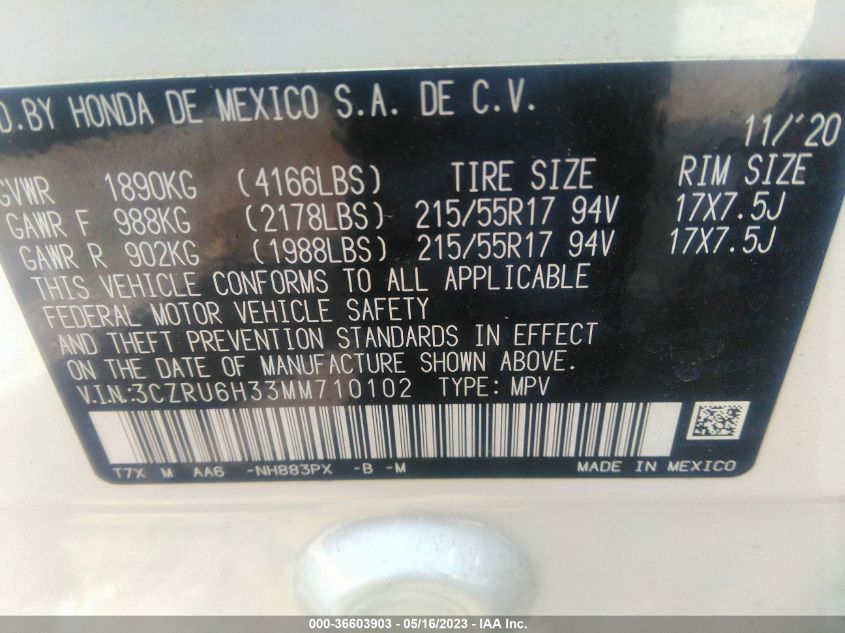 D.BY HONDA DE MEXICO S.A. DE C.V.
11/'20
GVWR 1890KG (4166LBS) TIRE SIZE RIM SIZE
GAWR F 988KG (2178LBS) 215/55R17 94V 17X7.5J
GAWR R 902KG (1988LBS) 215/55R17 94V 17X7.5J
THIS VEHICLE CONFORMS TO ALL APPLICABLE
FEDERAL MOTOR VEHICLE SAFETY
AND THEFT PREVENTION STANDARDS IN EFFECT
ON THE DATE OF MANUFACTURE SHOWN ABOVE.
V.I.N.:3CZRU6H33MM710102 TYPE: MPV
T7X M AA6 -NH883PX -B -M MADE IN MEXICO
000-36603903 - 05/16/2023 - IAA Inc.